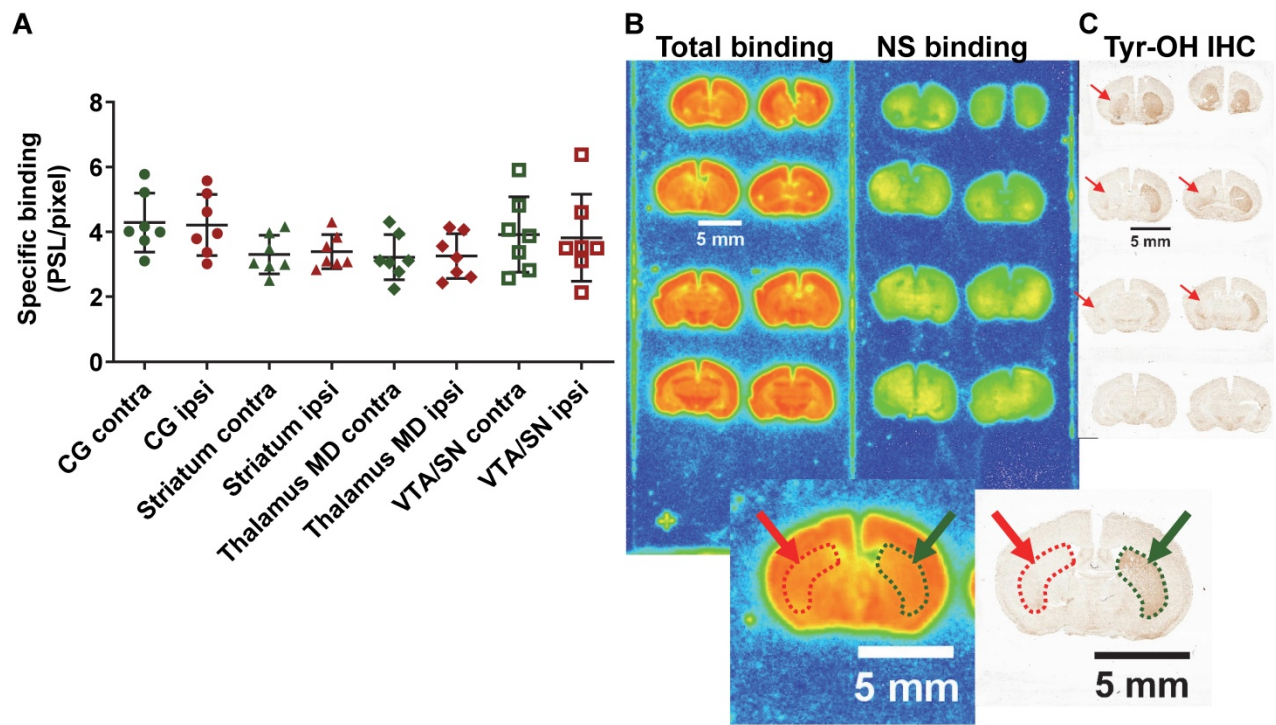 A
Specific binding
(PSL/pixel)
8
6
4
2
0
CG contra
CG ipsi
Striatum contra
Striatum ipsi
Thalamus MD contra
Thalamus MD ipsi
VTA/SN contra
VTA/SN ipsi
B
Total binding
NS binding
5 mm
C
Tyr-OH IHC
5 mm
5 mm
5 mm